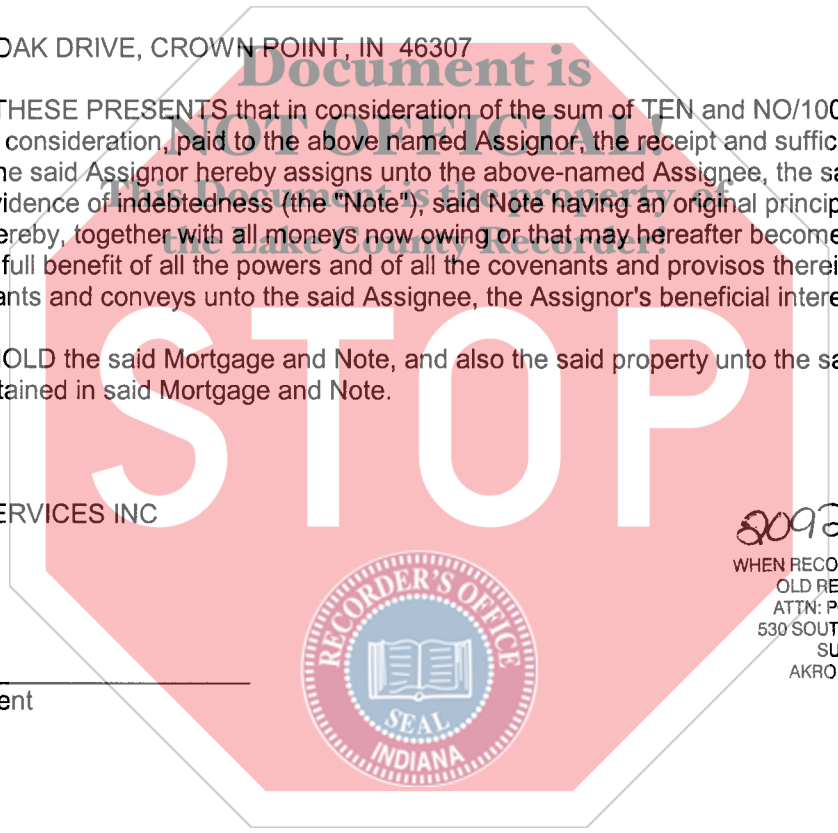 OAK DRIVE, CROWN POINT, IN 46307
Document is
THESE PRESENTS that in consideration of the sum of TEN and NO/100
NOT OFFICIAL!
consideration, paid to the above named Assignor, the receipt and suffic
the said Assignor hereby assigns unto the above-named Assignee, the sa
This Document is the property of
vidence of indebtedness (the "Note"), said Note having an original princip
ereby, together with all moneys now owing or that may hereafter become
the Lake County Recorder!
full benefit of all the powers and of all the covenants and provisos therei
ants and conveys unto the said Assignee, the Assignor's beneficial intere
STOP
HOLD the said Mortgage and Note, and also the said property unto the sa
tained in said Mortgage and Note.
ERVICES INC
2092
WHEN RECO
OLD RE
ATTN: P
530 SOUT
SU
AKRO
ent
RECORDER'S OFFICE
SEAL
INDIANA